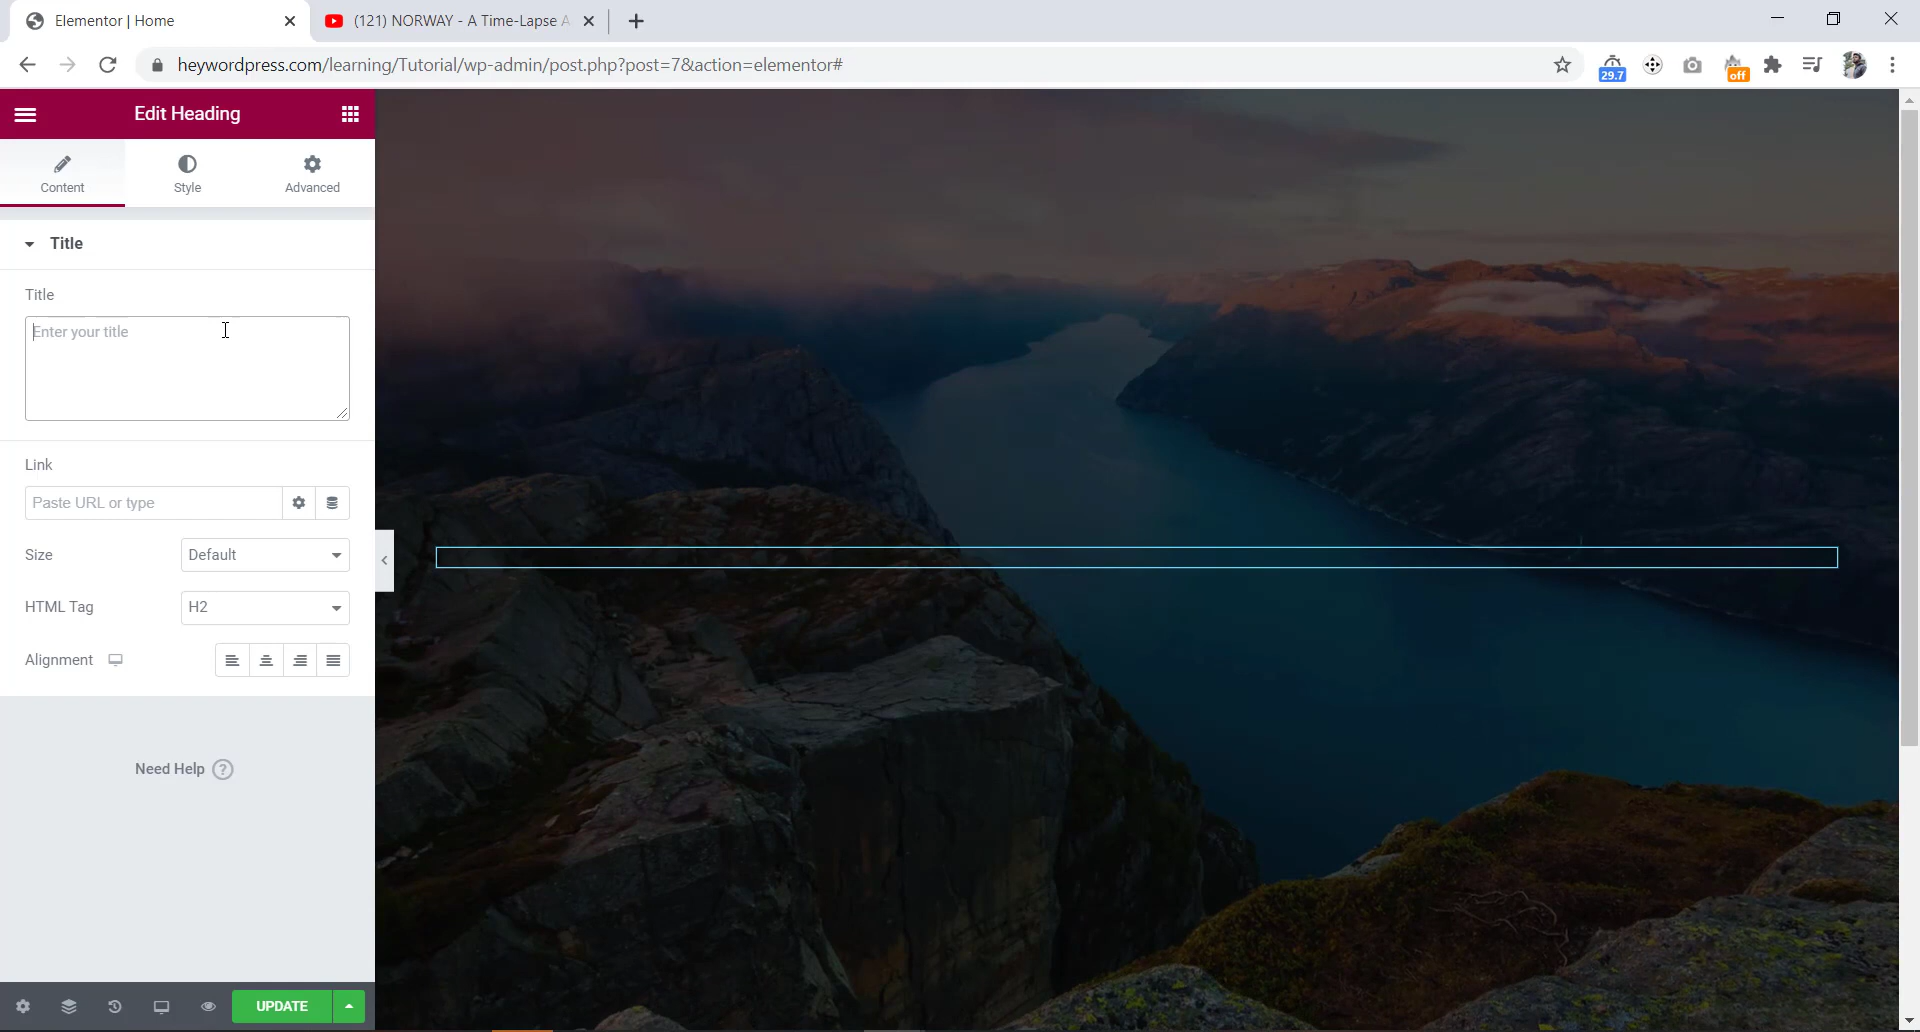 Elementor | Home
(121) NORWAY - A Time-Lapse A
heywordpress.com/learning/Tutorial/wp-admin/post.php?post=7&action=elementor#
29.7
off
Edit Heading
Content
Style
Advanced
Title
Title
Enter your title
Link
Paste URL or type
Size
Default
HTML Tag
H2
Alignment
Need Help ?
UPDATE